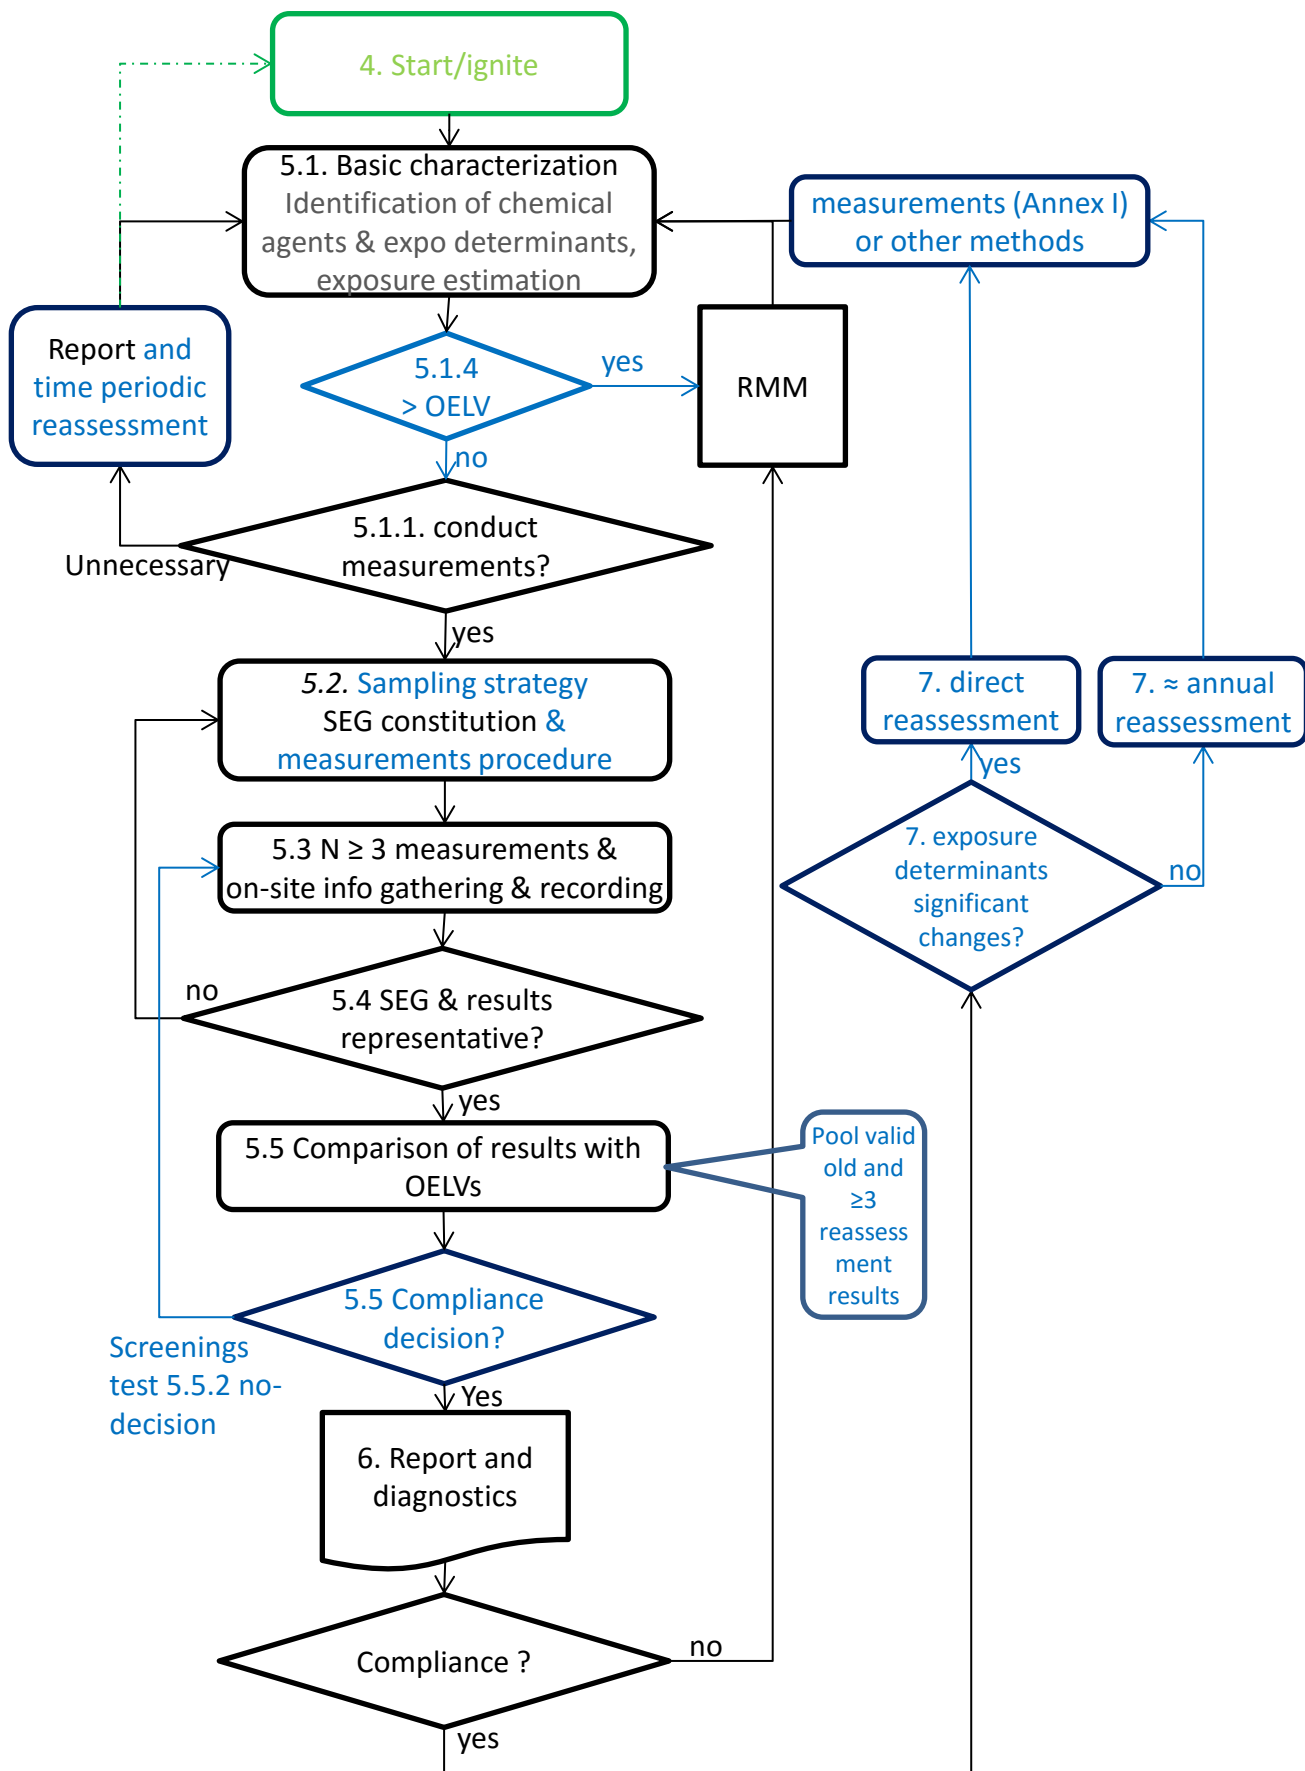 4. Start/ignite
5.1. Basic characterization
Identification of chemical
agents & expo determinants,
exposure estimation
measurements (Annex I)
or other methods
Report and
time periodic
reassessment
5.1.4
> OELV
yes
RMM
no
5.1.1. conduct
measurements?
Unnecessary
yes
5.2. Sampling strategy
SEG constitution &
measurements procedure
7. direct
reassessment
7. ≈ annual
reassessment
yes
5.3 N ≥ 3 measurements &
on-site info gathering & recording
7. exposure
determinants
significant
changes?
no
no
5.4 SEG & results
representative?
yes
5.5 Comparison of results with
OELVs
Pool valid
old and
≥3
reassess
ment
results
5.5 Compliance
decision?
Screenings
test 5.5.2 no-
decision
Yes
6. Report and
diagnostics
Compliance ?
no
yes